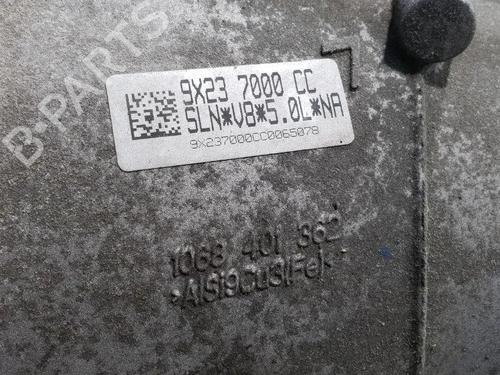 B-PARTS
9X23 7000 CC
SLN*V8*5.0L*NA
9X237000CC0065078
1068 401 362
>AlSi9Cu3(Fe)<